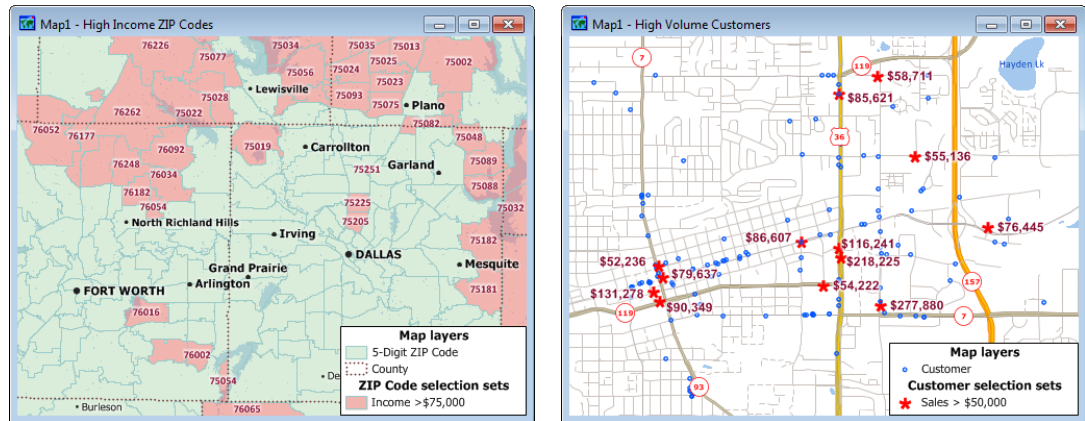 Map1 - High Income ZIP Codes
76226
75077
75034
75035
75013
75002
75056
75024
75025
75023
Lewisville
75028
75093
75075
Plano
76262
75022
75082
76052
76177
75048
76092
75019
Carrollton
76248
76034
75251
Garland
75089
75088
76182
76054
75225
75032
North Richland Hills
75205
Irving
75182
DALLAS
Mesquite
Grand Prairie
Arlington
FORT WORTH
75181
76016
76002
75054
De
Burleson
76065
Map layers
5-Digit ZIP Code
County
ZIP Code selection sets
Income >$75,000
Map1 - High Volume Customers
7
119
$58,711
Hayden Lk
$85,621
36
$55,136
$76,445
$86,607
$116,241
$218,225
$52,236
$79,637
$54,222
157
$131,278
$90,349
$277,880
119
7
93
Map layers
Customer
Customer selection sets
Sales > $50,000